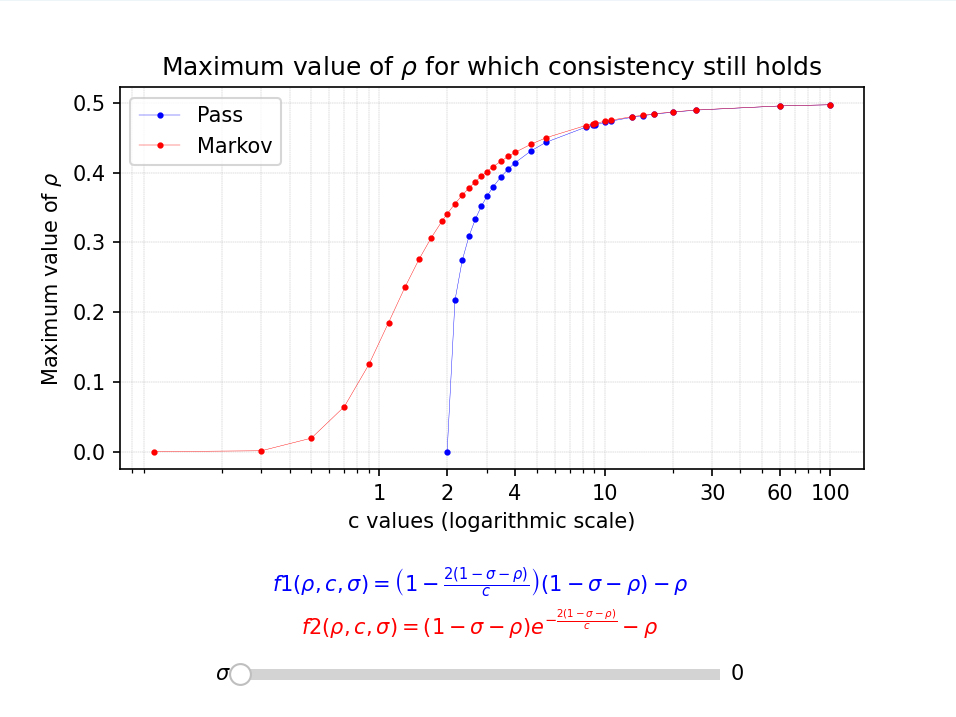 Maximum value of ρ for which consistency still holds
Pass
Markov
Maximum value of ρ
0.5
0.4
0.3
0.2
0.1
0.0
1 2 4 10 30 60 100
c values (logarithmic scale)
f1(ρ, c, σ) = (1 − 2(1−σ−ρ)/c)(1 − σ − ρ) − ρ
f2(ρ, c, σ) = (1 − σ − ρ)e^(−2(1−σ−ρ)/c) − ρ
σ 0